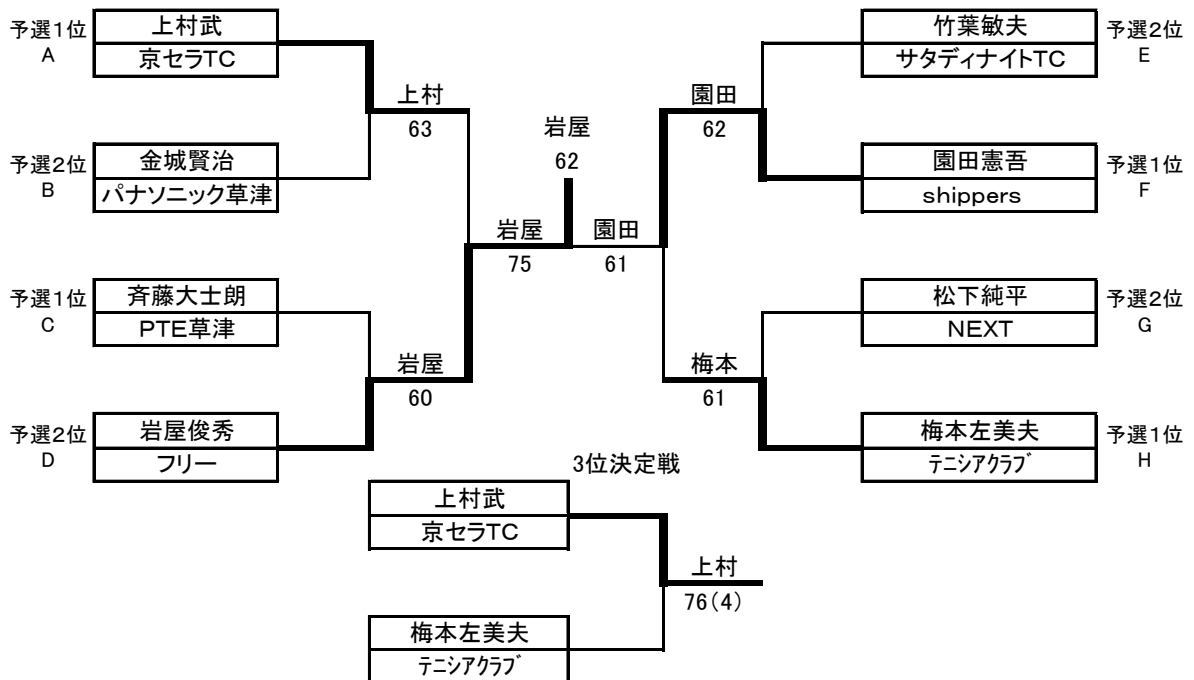 予選1位
A
上村武
京セラTC
予選2位
B
金城賢治
パナソニック草津
予選1位
C
斉藤大士朗
PTE草津
予選2位
D
岩屋俊秀
フリー
上村
63
岩屋
60
岩屋
75
岩屋
62
園田
61
園田
62
梅本
61
竹葉敏夫
サタディナイトTC
予選2位
E
園田憲吾
shippers
予選1位
F
松下純平
NEXT
予選2位
G
梅本左美夫
ﾃﾆシアクラブ
予選1位
H
3位決定戦
上村武
京セラTC
梅本左美夫
ﾃﾆシアクラブ
上村
76(4)